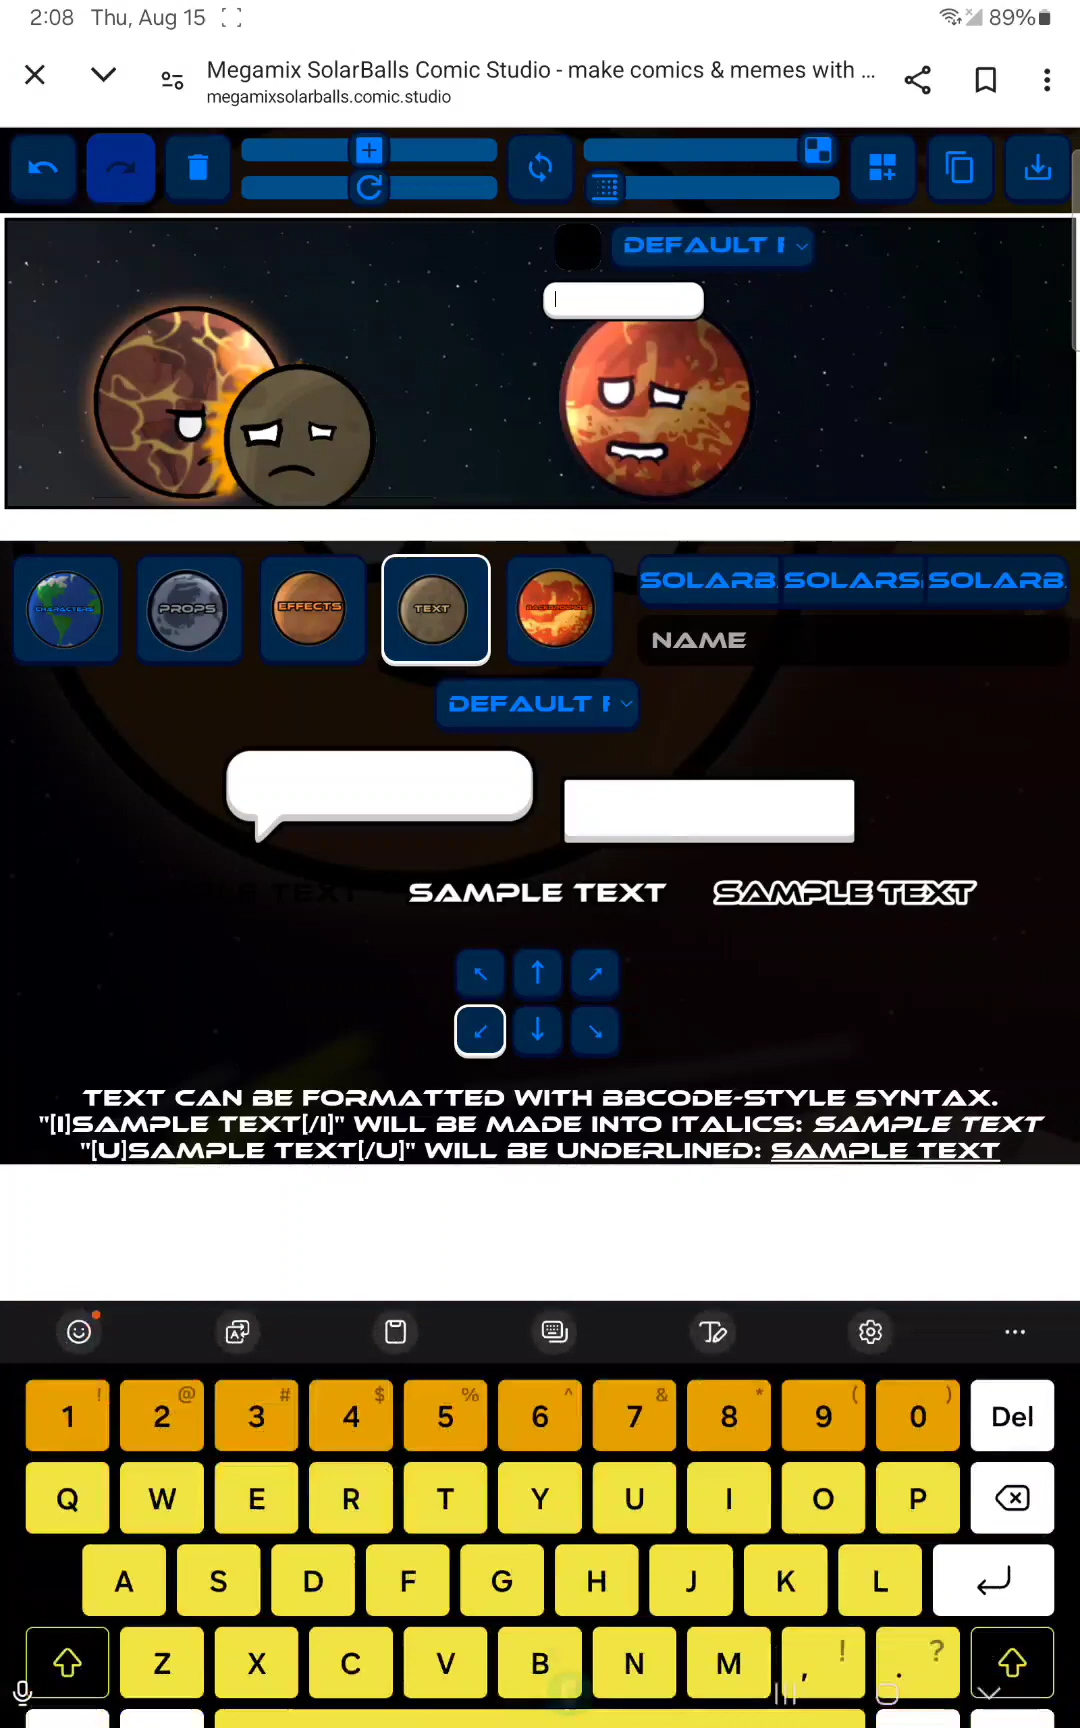 2:08 Thu, Aug 15 89%
Megamix SolarBalls Comic Studio - make comics & memes with ...
megamixsolarballs.comic.studio
DEFAULT F
CHARACTERS PROPS EFFECTS TEXT BACKGROUNDS SOLARB SOLARS SOLARB
NAME
DEFAULT F
TEXT SAMPLE TEXT SAMPLE TEXT
TEXT CAN BE FORMATTED WITH BBCODE-STYLE SYNTAX.
"[I]SAMPLE TEXT[/I]" WILL BE MADE INTO ITALICS: SAMPLE TEXT
"[U]SAMPLE TEXT[/U]" WILL BE UNDERLINED: SAMPLE TEXT
! @ # $ % ^ & * ( )
1 2 3 4 5 6 7 8 9 0 Del
Q W E R T Y U I O P
A S D F G H J K L
Z X C V B N M , ! . ?